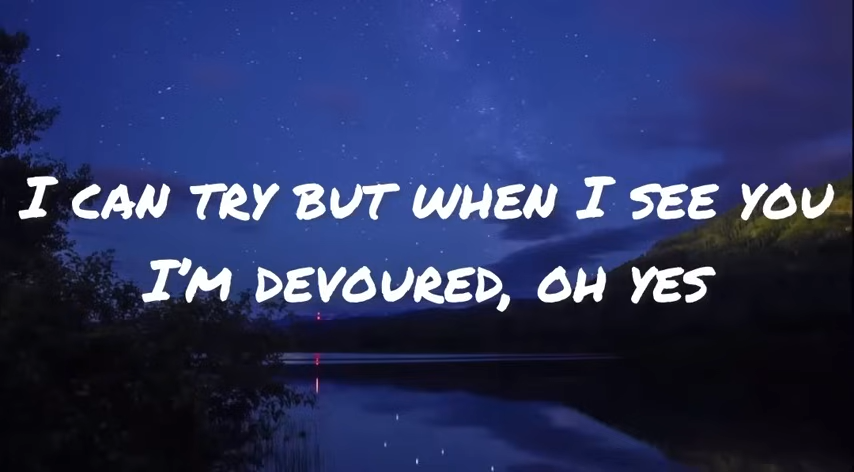 I CAN TRY BUT WHEN I SEE YOU
I'M DEVOURED, OH YES